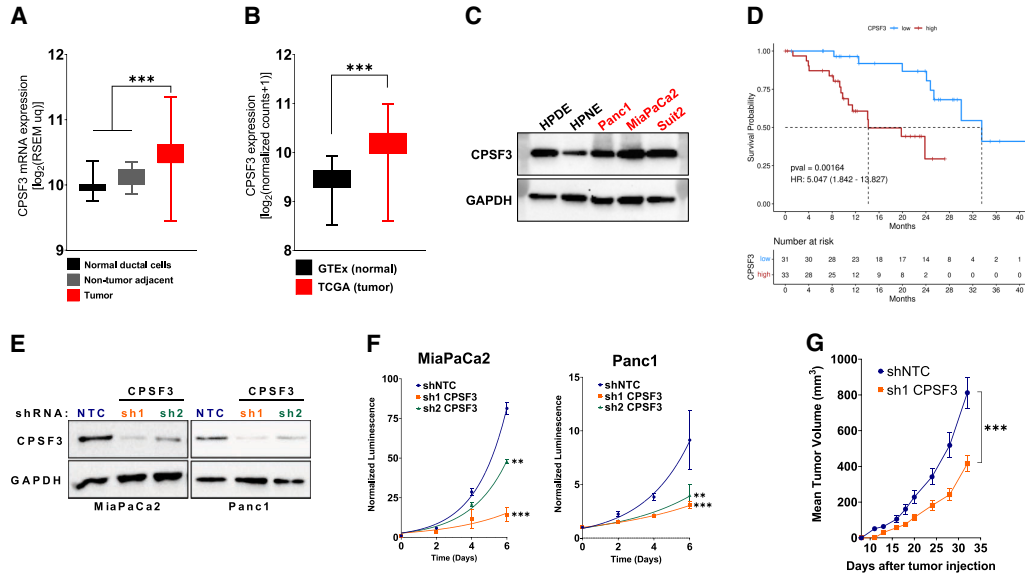 A
CPSF3 mRNA expression
[log2(RSEM uq)]
12
11
10
9
***
Normal ductal cells
Non-tumor adjacent
Tumor
B
CPSF3 expression
[log2(normalized counts+1)]
12
11
10
9
8
***
GTEx (normal)
TCGA (tumor)
C
HPDE
HPNE
Panc1
MiaPaCa2
Suit2
CPSF3
GAPDH
D
CPSF3 low high
Survival Probability
1.00
0.75
0.50
0.25
0.00
pval = 0.00164
HR: 5.047 (1.842 - 13.827)
0 4 8 12 16 20 24 28 32 36 40
Months
Number at risk
CPSF3
low 31 30 28 23 18 17 14 8 4 2 1
high 33 28 25 12 9 8 2 0 0 0 0
0 4 8 12 16 20 24 28 32 36 40
Months
E
CPSF3 CPSF3
shRNA: NTC sh1 sh2 NTC sh1 sh2
CPSF3
GAPDH
MiaPaCa2 Panc1
F
MiaPaCa2
Normalized Luminescence
100
75
50
25
0
shNTC
sh1 CPSF3
sh2 CPSF3
**
***
0 2 4 6
Time (Days)
Panc1
Normalized Luminescence
15
10
5
0
shNTC
sh1 CPSF3
sh2 CPSF3
**
***
0 2 4 6
Time (Days)
G
Mean Tumor Volume (mm3)
1000
800
600
400
200
0
shNTC
sh1 CPSF3
***
8 10 15 20 25 30 35
Days after tumor injection